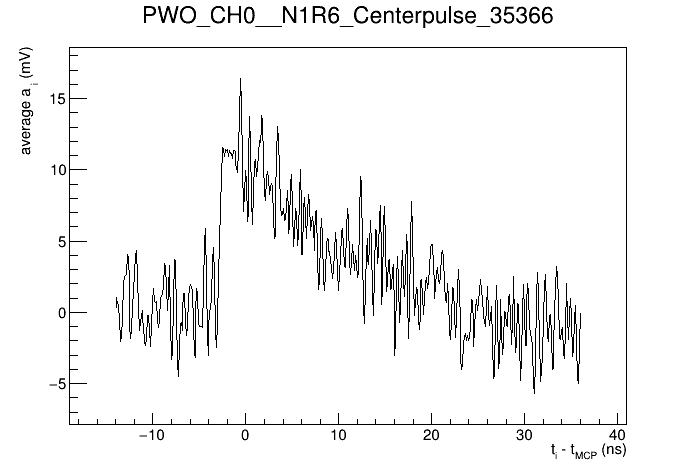 PWO_CH0__N1R6_Centerpulse_35366
average a_i (mV)
15
10
5
0
−5
−10 0 10 20 30 40
t_i - t_MCP (ns)